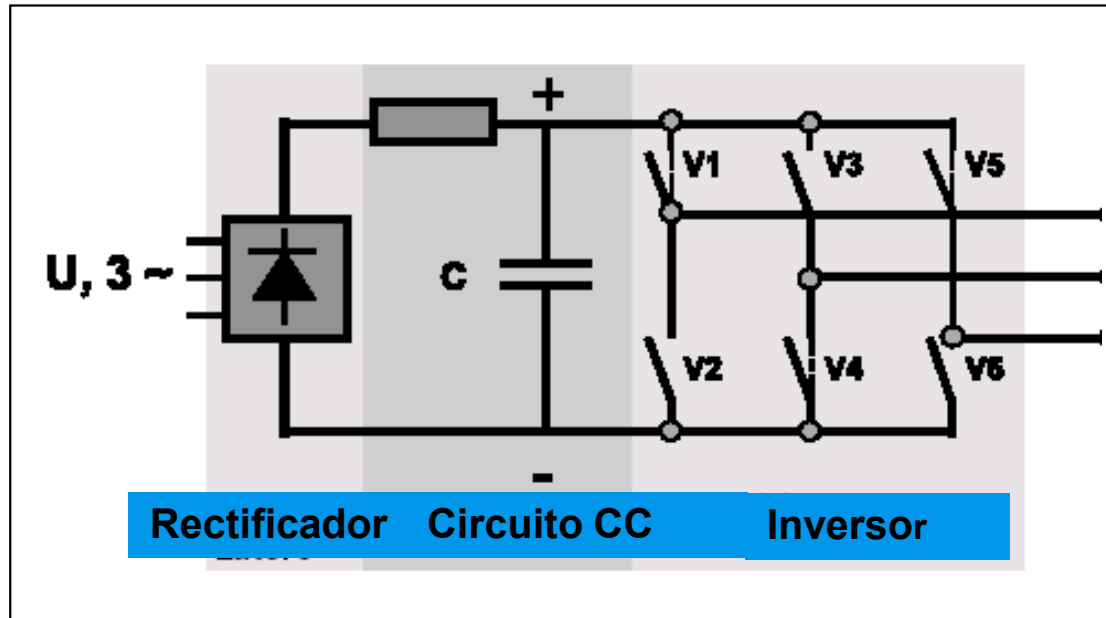 +
V1 V3 V5
U, 3 ~
C
V2 V4 V6
-
Rectificador Circuito CC Inversor